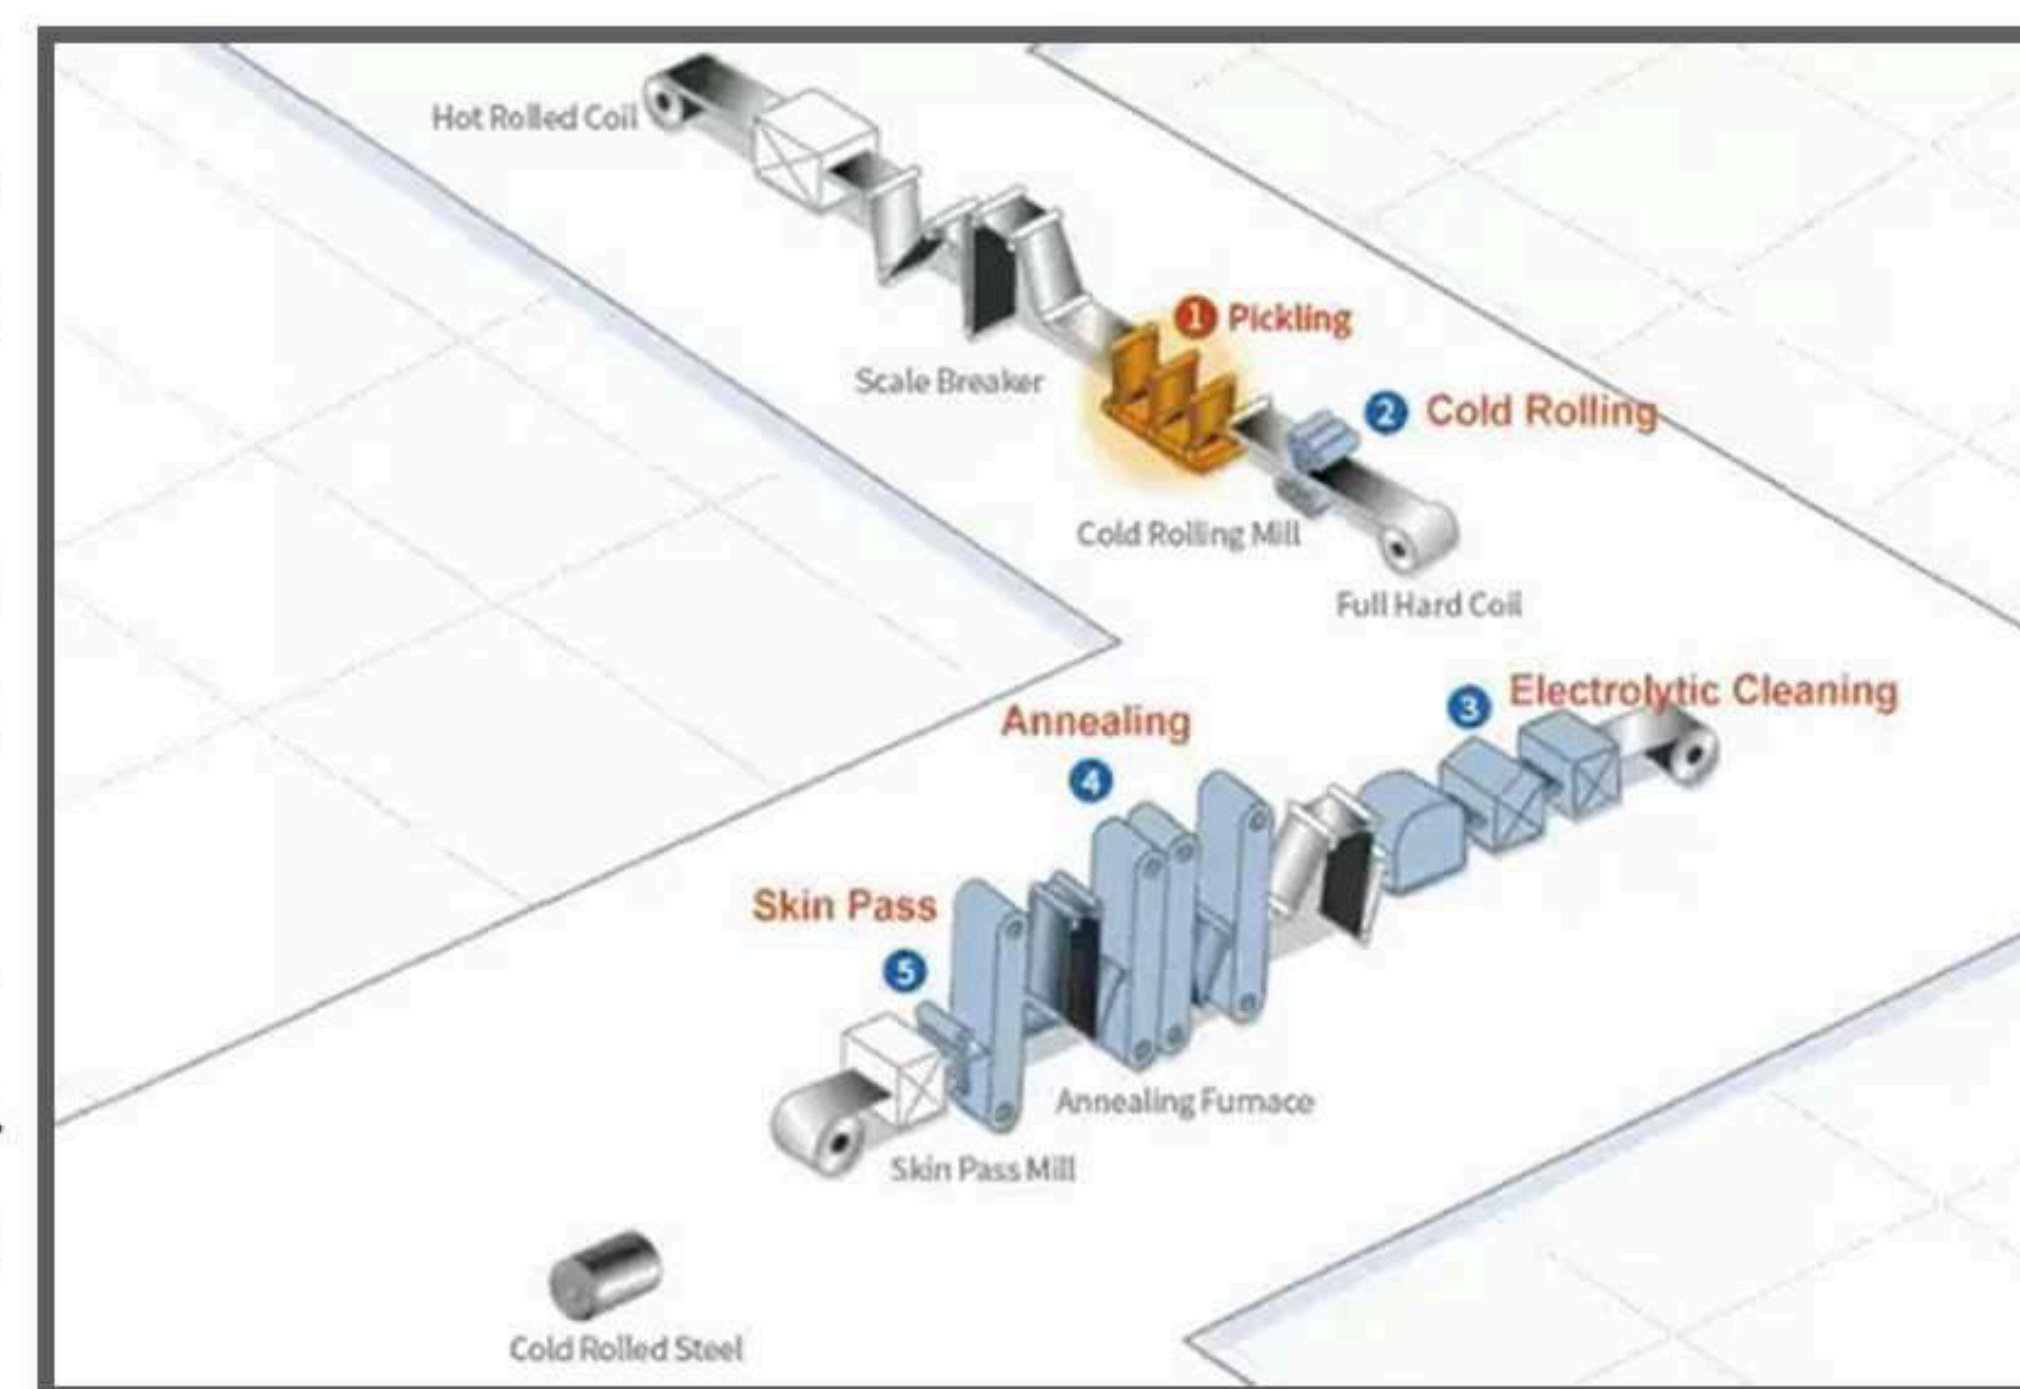 Hot Rolled Coil
Scale Breaker
1 Pickling
2 Cold Rolling
Cold Rolling Mill
Full Hard Coil
3 Electrolytic Cleaning
Annealing
4
Skin Pass
5
Annealing Furnace
Skin Pass Mill
Cold Rolled Steel